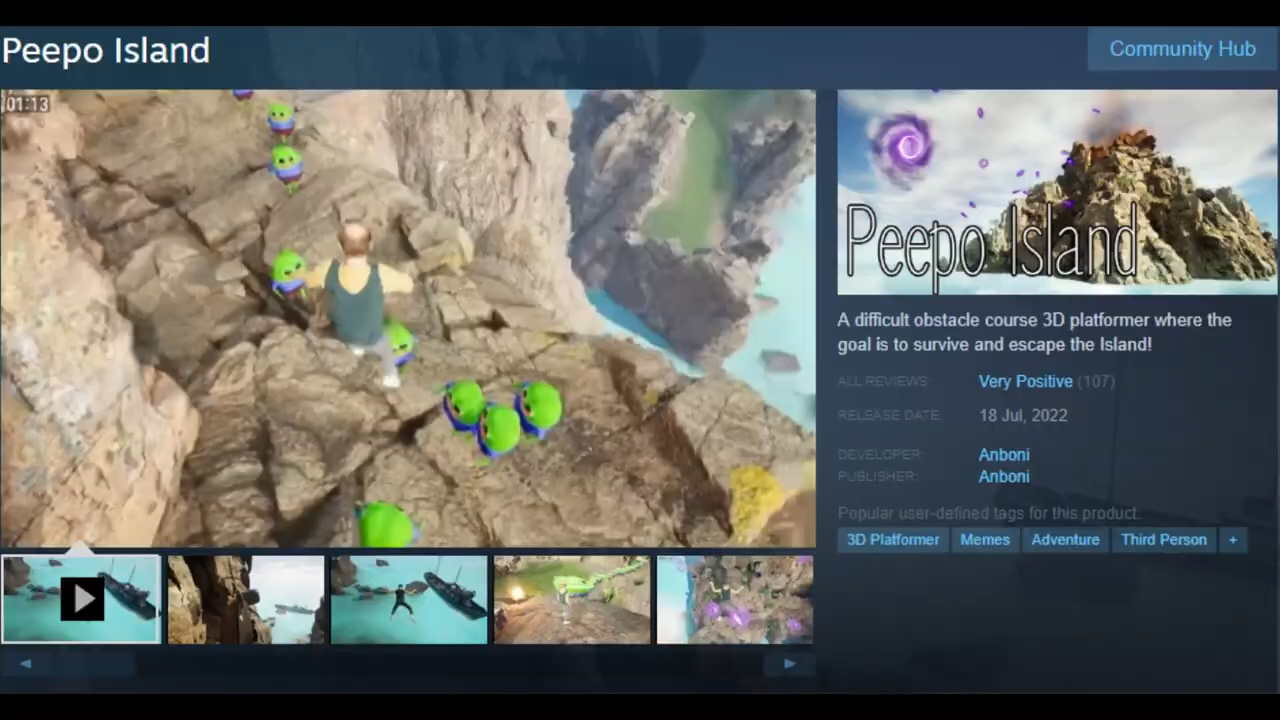 Peepo Island
Community Hub
01:13
Peepo Island
A difficult obstacle course 3D platformer where the
goal is to survive and escape the Island!
ALL REVIEWS: Very Positive (107)
RELEASE DATE: 18 Jul, 2022
DEVELOPER: Anboni
PUBLISHER: Anboni
Popular user-defined tags for this product:
3D Platformer Memes Adventure Third Person +